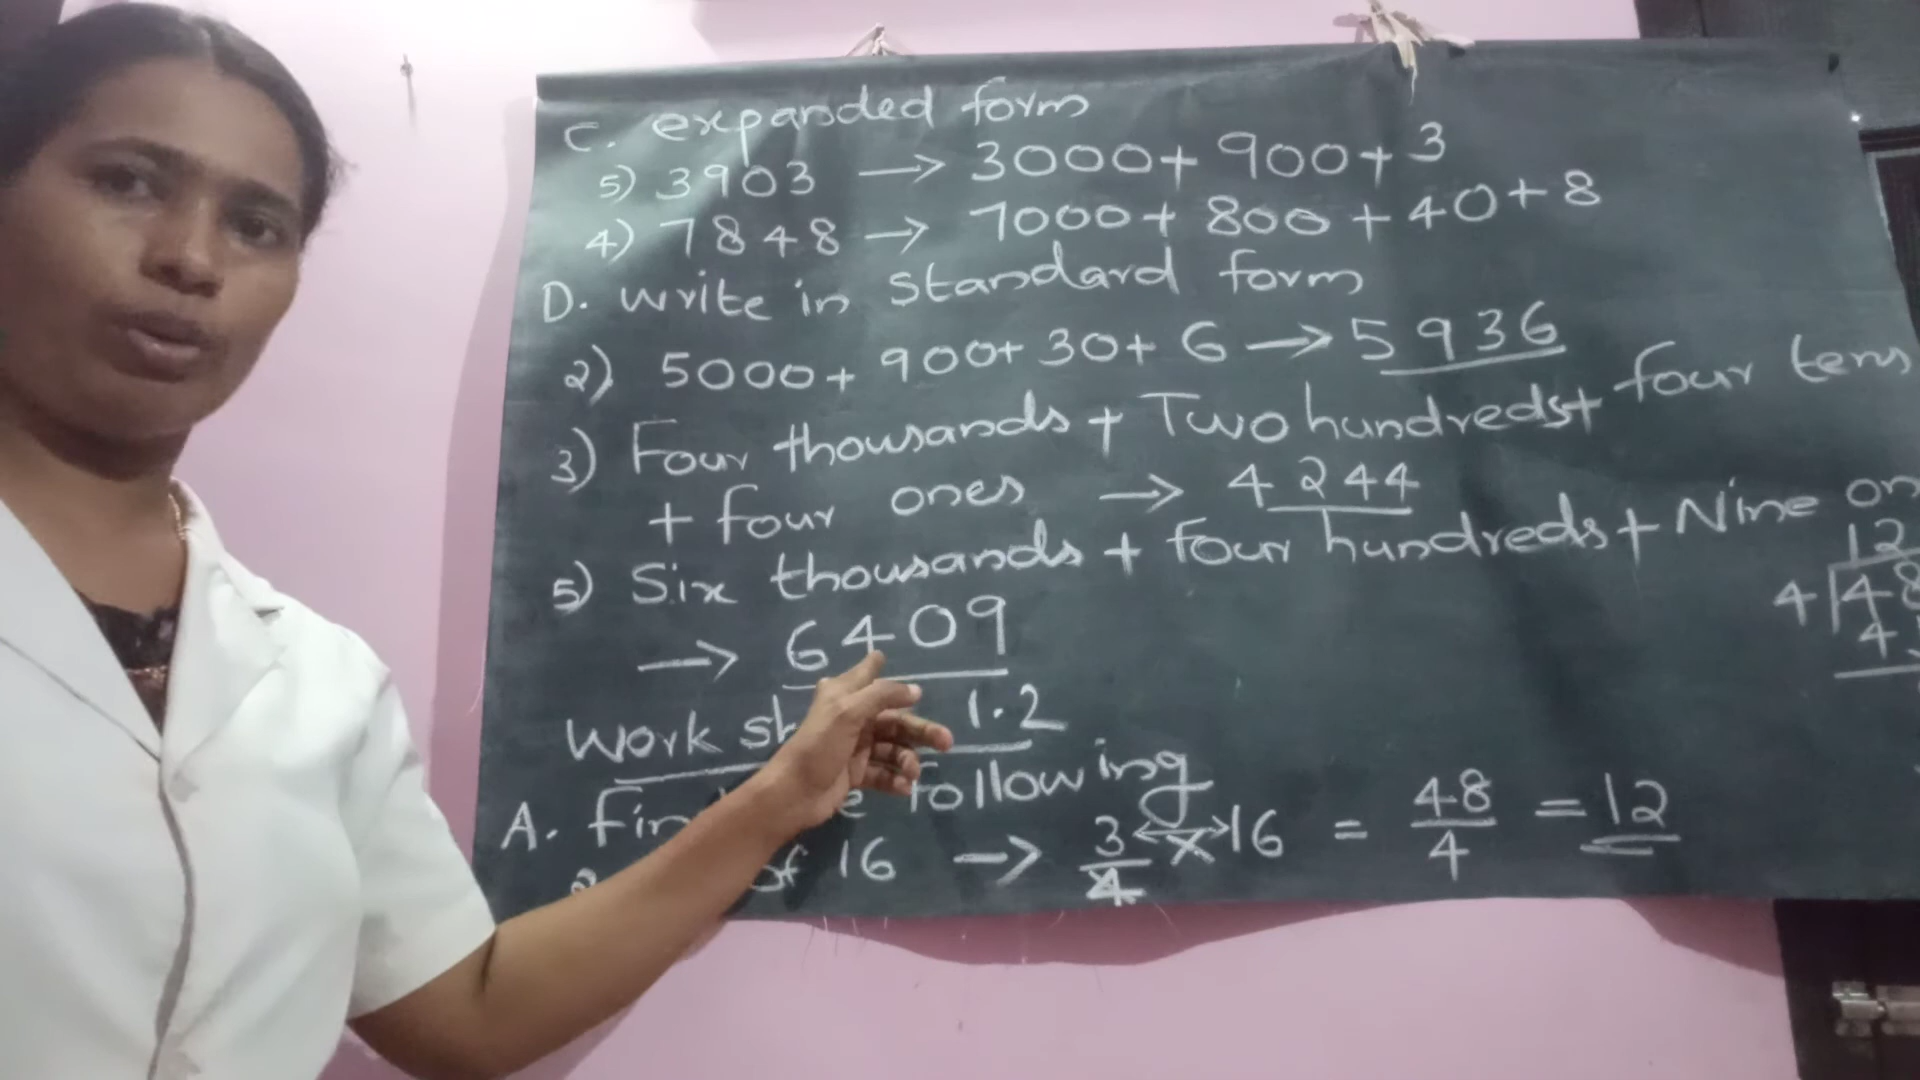 C. expanded form
5) 3903 → 3000 + 900 + 3
4) 7848 → 7000 + 800 + 40 + 8
D. Write in standard form
2) 5000 + 900 + 30 + 6 → 5936
3) Four thousands + Two hundreds + four tens
+ four ones → 4244
5) Six thousands + four hundreds + Nine
→ 6409
12
4)48
4
Work 1.2
A. following
of 16 → 3/4 x 16 = 48/4 = 12